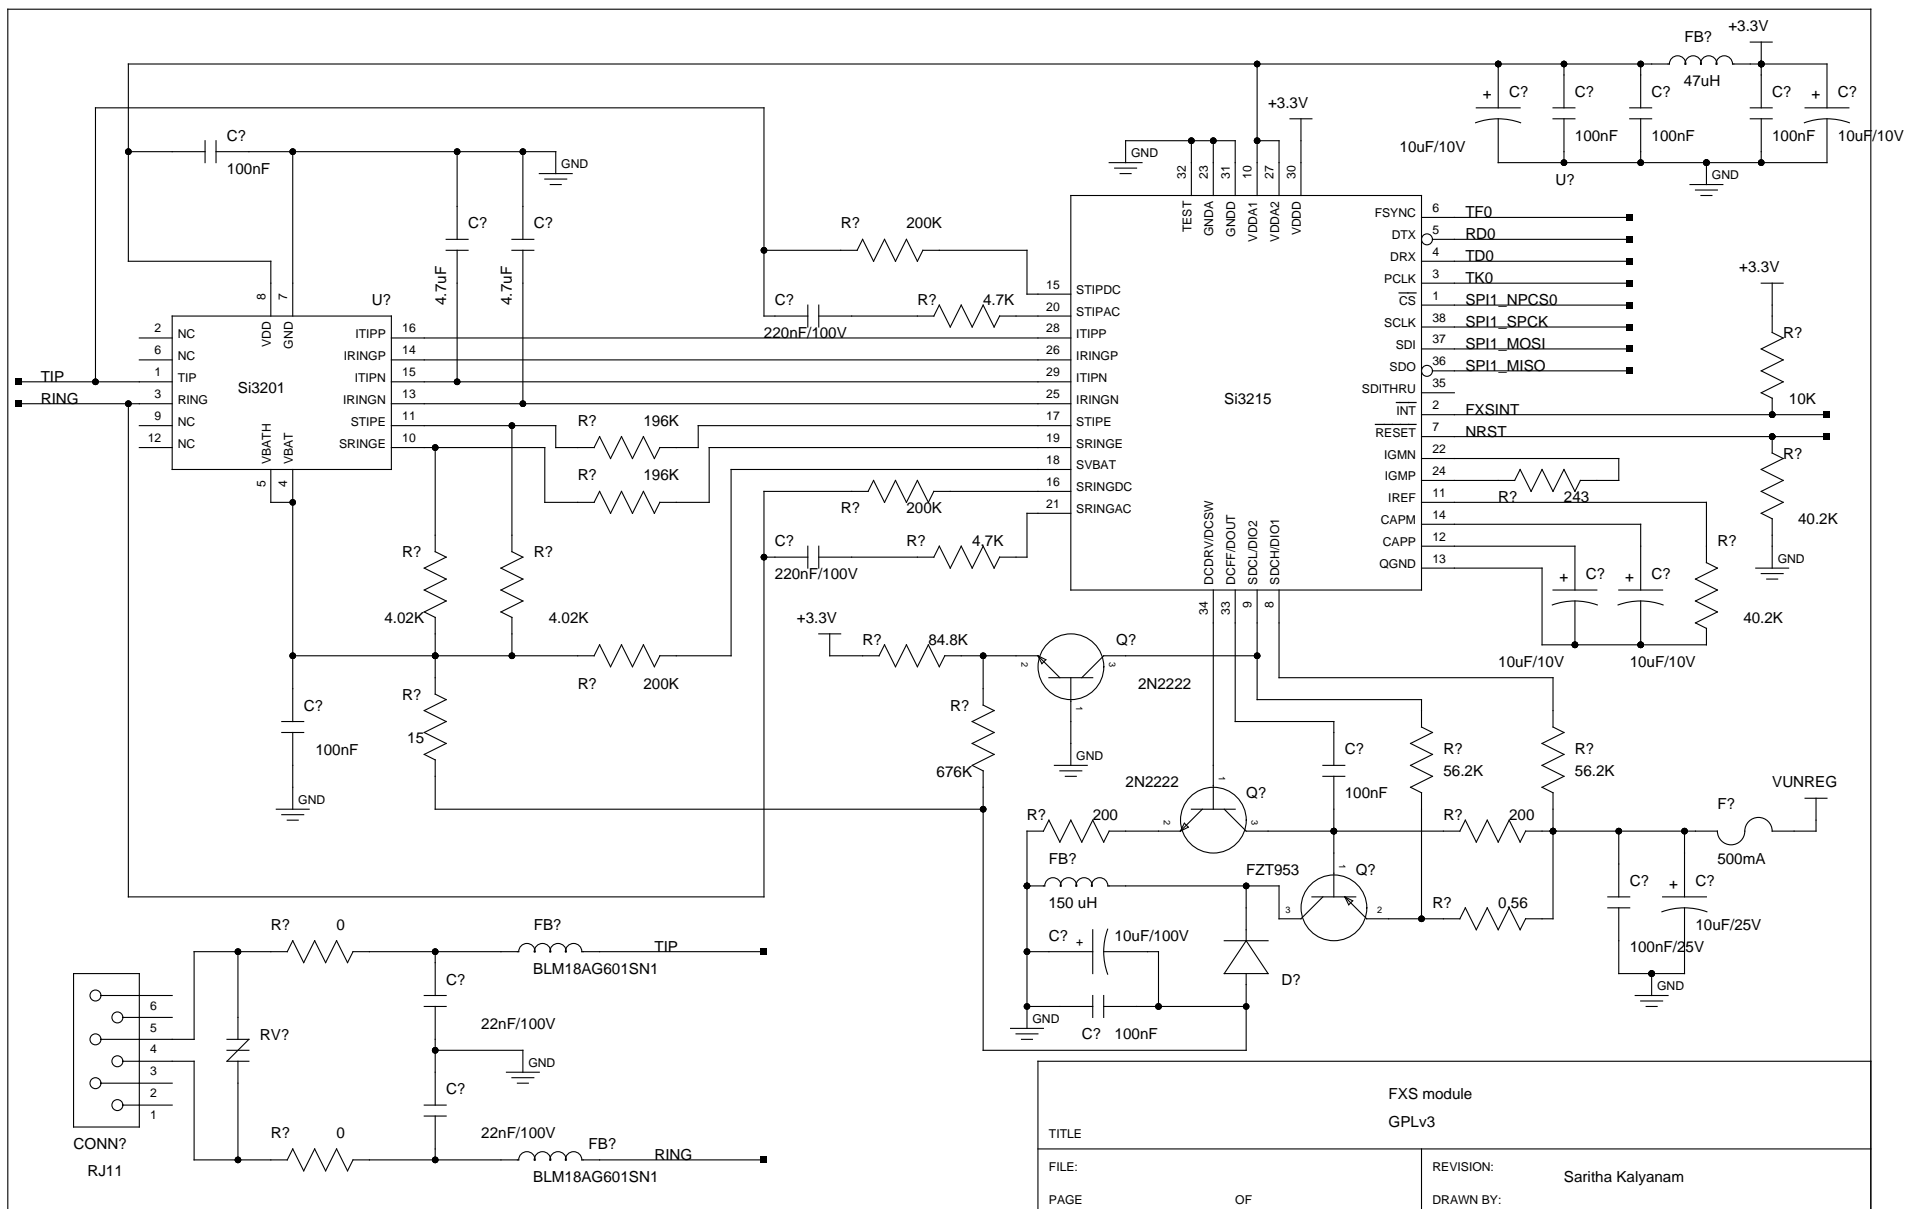 FB?
+3.3V
47uH
C?
10uF/10V
C?
100nF
C?
100nF
C?
100nF
C?
10uF/10V
+
+
GND
U?
C?
100nF
GND
C?
4.7uF
C?
4.7uF
+3.3V
GND
32
23
31
10
27
30
TEST
GNDA
GNDD
VDDA1
VDDA2
VDDD
R? 200K
C?
220nF/100V
R? 4.7K
15 STIPDC
20 STIPAC
28 ITIPP
26 IRINGP
29 ITIPN
25 IRINGN
17 STIPE
19 SRINGE
18 SVBAT
16 SRINGDC
21 SRINGAC
Si3215
FSYNC 6 TF0
DTX 5 RD0
DRX 4 TD0
PCLK 3 TK0
CS 1 SPI1_NPCS0
SCLK 38 SPI1_SPCK
SDI 37 SPI1_MOSI
SDO 36 SPI1_MISO
SDITHRU 35
INT 2 FXSINT
RESET 7 NRST
IGMN 22
IGMP 24
IREF 11
CAPM 14
CAPP 12
QGND 13
DCDRV/DCSW
DCFF/DOUT
SDCL/DIO2
SDCH/DIO1
34
33
9
8
+3.3V
R?
10K
R?
40.2K
GND
R? 243
R?
40.2K
+ C?
10uF/10V
+ C?
10uF/10V
U?
8
7
VDD
GND
2 NC
6 NC
1 TIP
3 RING
9 NC
12 NC
Si3201
ITIPP 16
IRINGP 14
ITIPN 15
IRINGN 13
STIPE 11
SRINGE 10
VBATH
VBAT
5
4
TIP
RING
R? 196K
R? 196K
R? 200K
C?
220nF/100V
R? 4.7K
R?
4.02K
R?
4.02K
R? 200K
R?
15
C?
100nF
GND
+3.3V
R? 84.8K
R?
676K
Q?
2N2222
2
3
1
GND
2N2222
Q?
1
2
3
R? 200
FB?
150 uH
C? + 10uF/100V
C? 100nF
GND
D?
FZT953
Q?
1
3
2
C?
100nF
R?
56.2K
R?
56.2K
R? 200
R? 0.56
F?
500mA
VUNREG
C?
100nF/25V
+ C?
10uF/25V
GND
R? 0
FB?
BLM18AG601SN1
TIP
C?
22nF/100V
GND
C?
22nF/100V
RV?
R? 0
FB?
BLM18AG601SN1
RING
6
5
4
3
2
1
CONN?
RJ11
FXS module
GPLv3
TITLE
FILE:
REVISION:
Saritha Kalyanam
PAGE
OF
DRAWN BY: